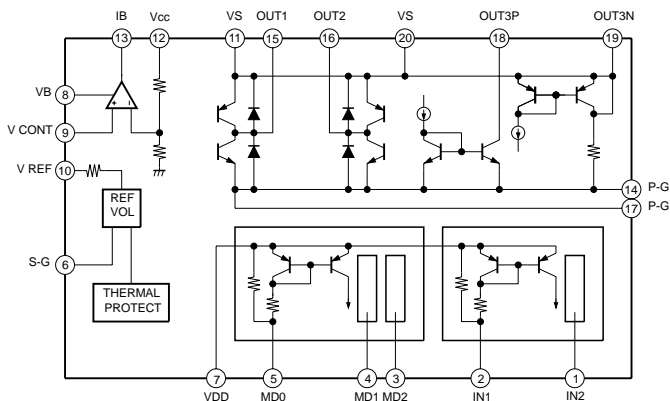 IB Vcc VS OUT1 OUT2 VS OUT3P OUT3N
13 12 11 15 16 20 18 19
VB 8
+ -
V CONT 9
V REF 10
14 P-G
REF
VOL
17 P-G
S-G 6
THERMAL
PROTECT
7 5 4 3 2 1
VDD MD0 MD1 MD2 IN1 IN2